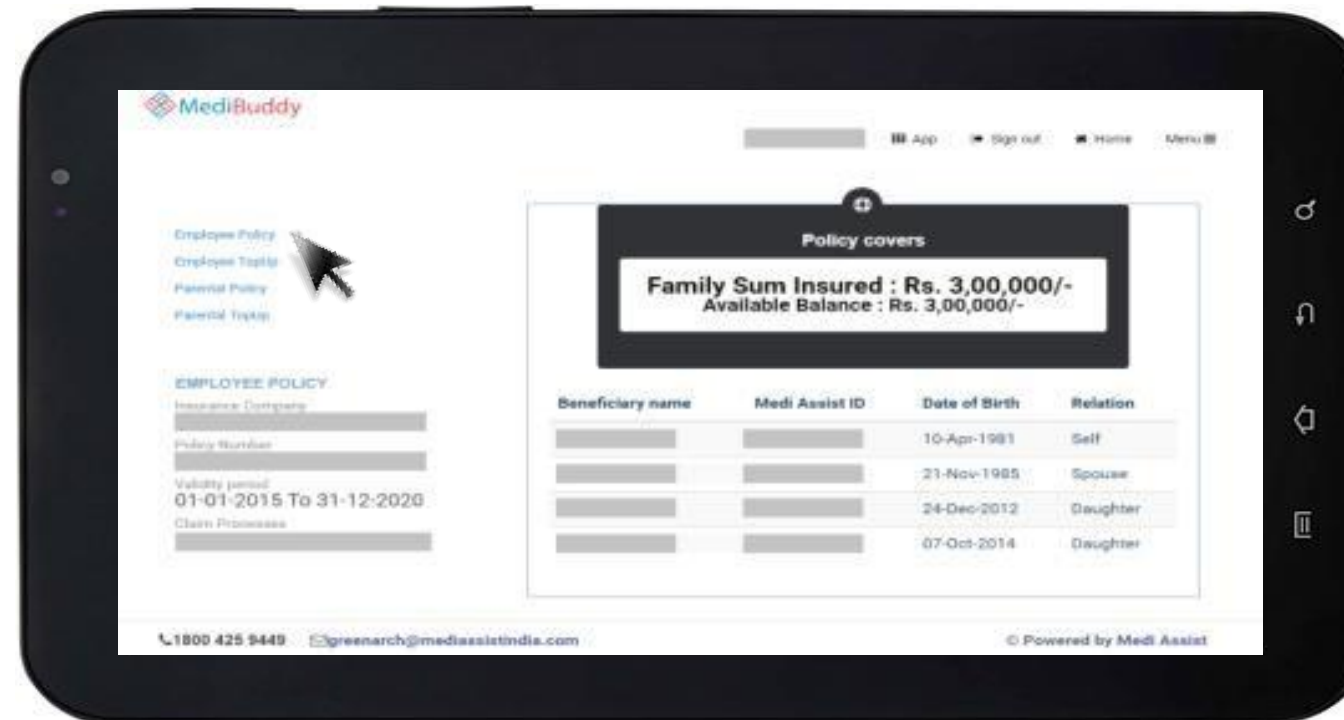 MediBuddy
App Sign out Home Menu
Employee Policy
Employee TopUp
Parental Policy
Parental TopUp
Policy covers
Family Sum Insured : Rs. 3,00,000/-
Available Balance : Rs. 3,00,000/-
EMPLOYEE POLICY
Insurance Company
Policy Number
Validity period
01-01-2015 To 31-12-2020
Claim Processes
Beneficiary name Medi Assist ID Date of Birth Relation
10-Apr-1981 Self
21-Nov-1985 Spouse
24-Dec-2012 Daughter
07-Oct-2014 Daughter
1800 425 9449 greenarch@mediassistindia.com © Powered by Medi Assist